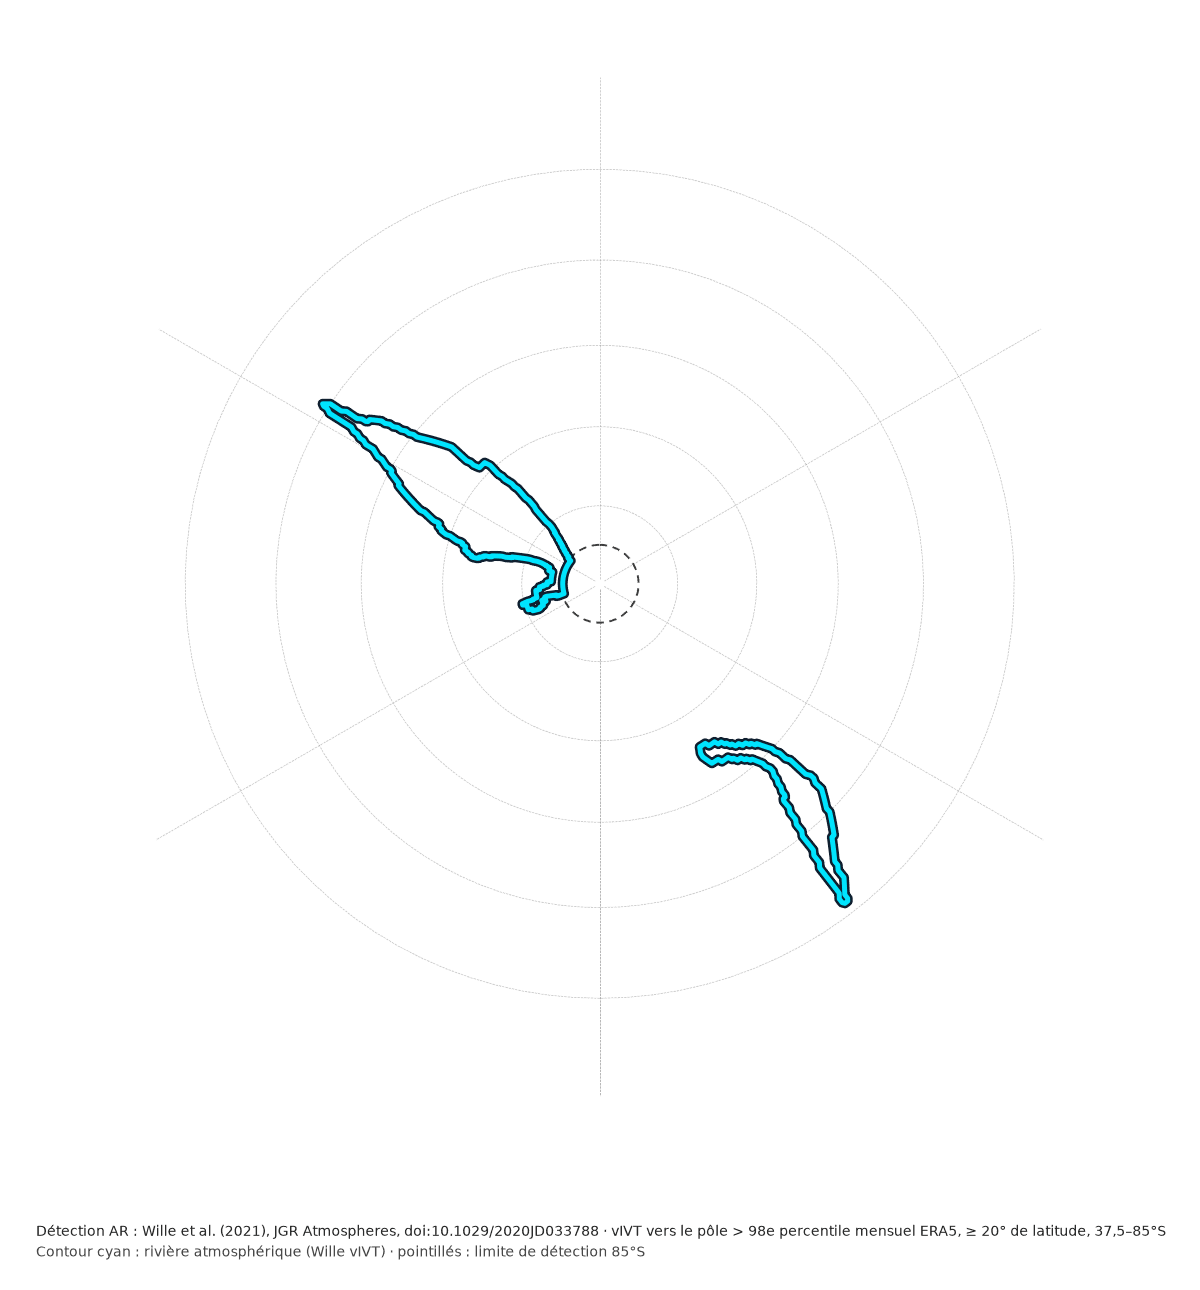 Détection AR : Wille et al. (2021), JGR Atmospheres, doi:10.1029/2020JD033788 · vIVT vers le pôle > 98e percentile mensuel ERA5, ≥ 20° de latitude, 37,5–85°S
Contour cyan : rivière atmosphérique (Wille vIVT) · pointillés : limite de détection 85°S